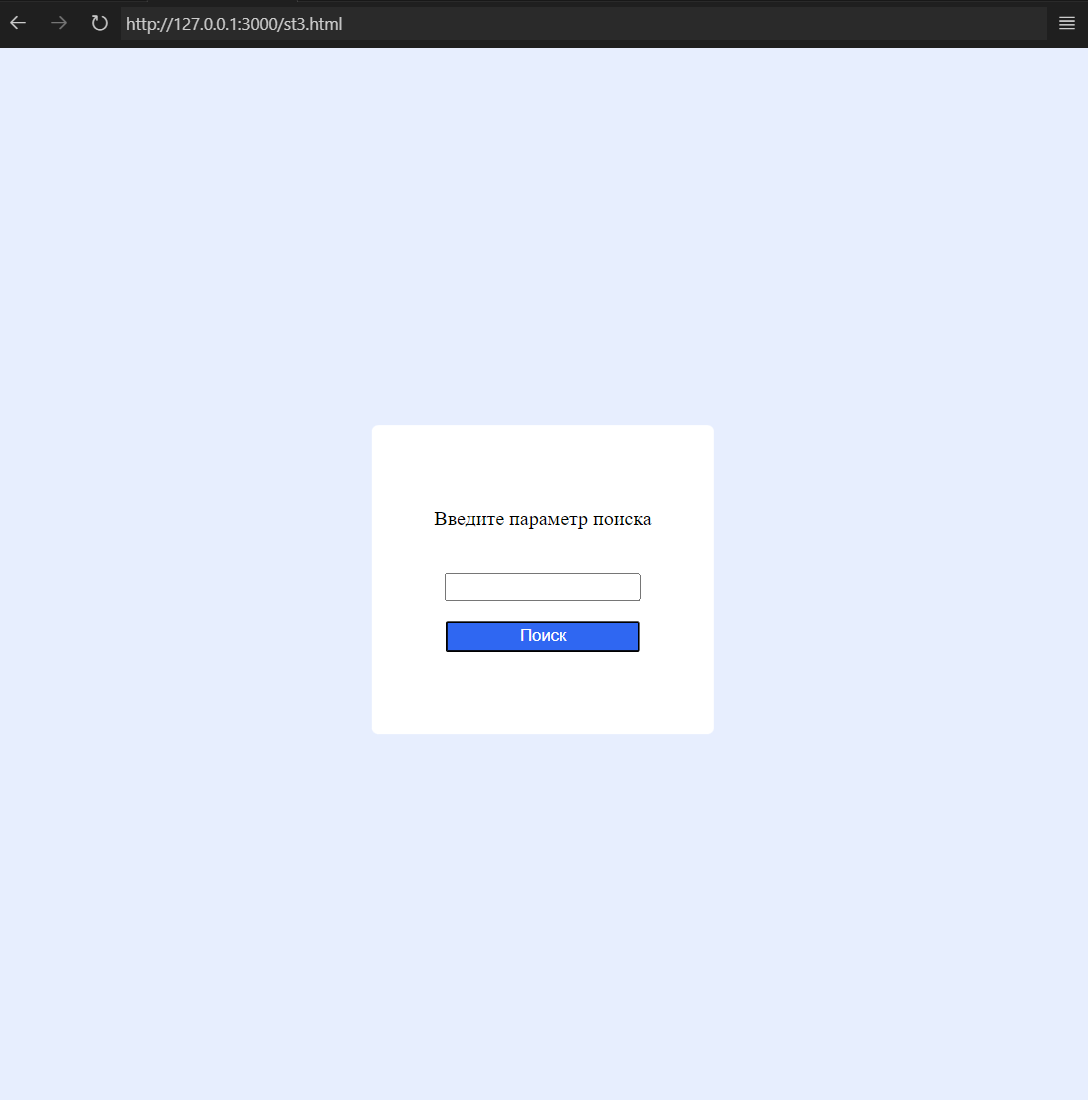 http://127.0.0.1:3000/st3.html
Введите параметр поиска
Поиск